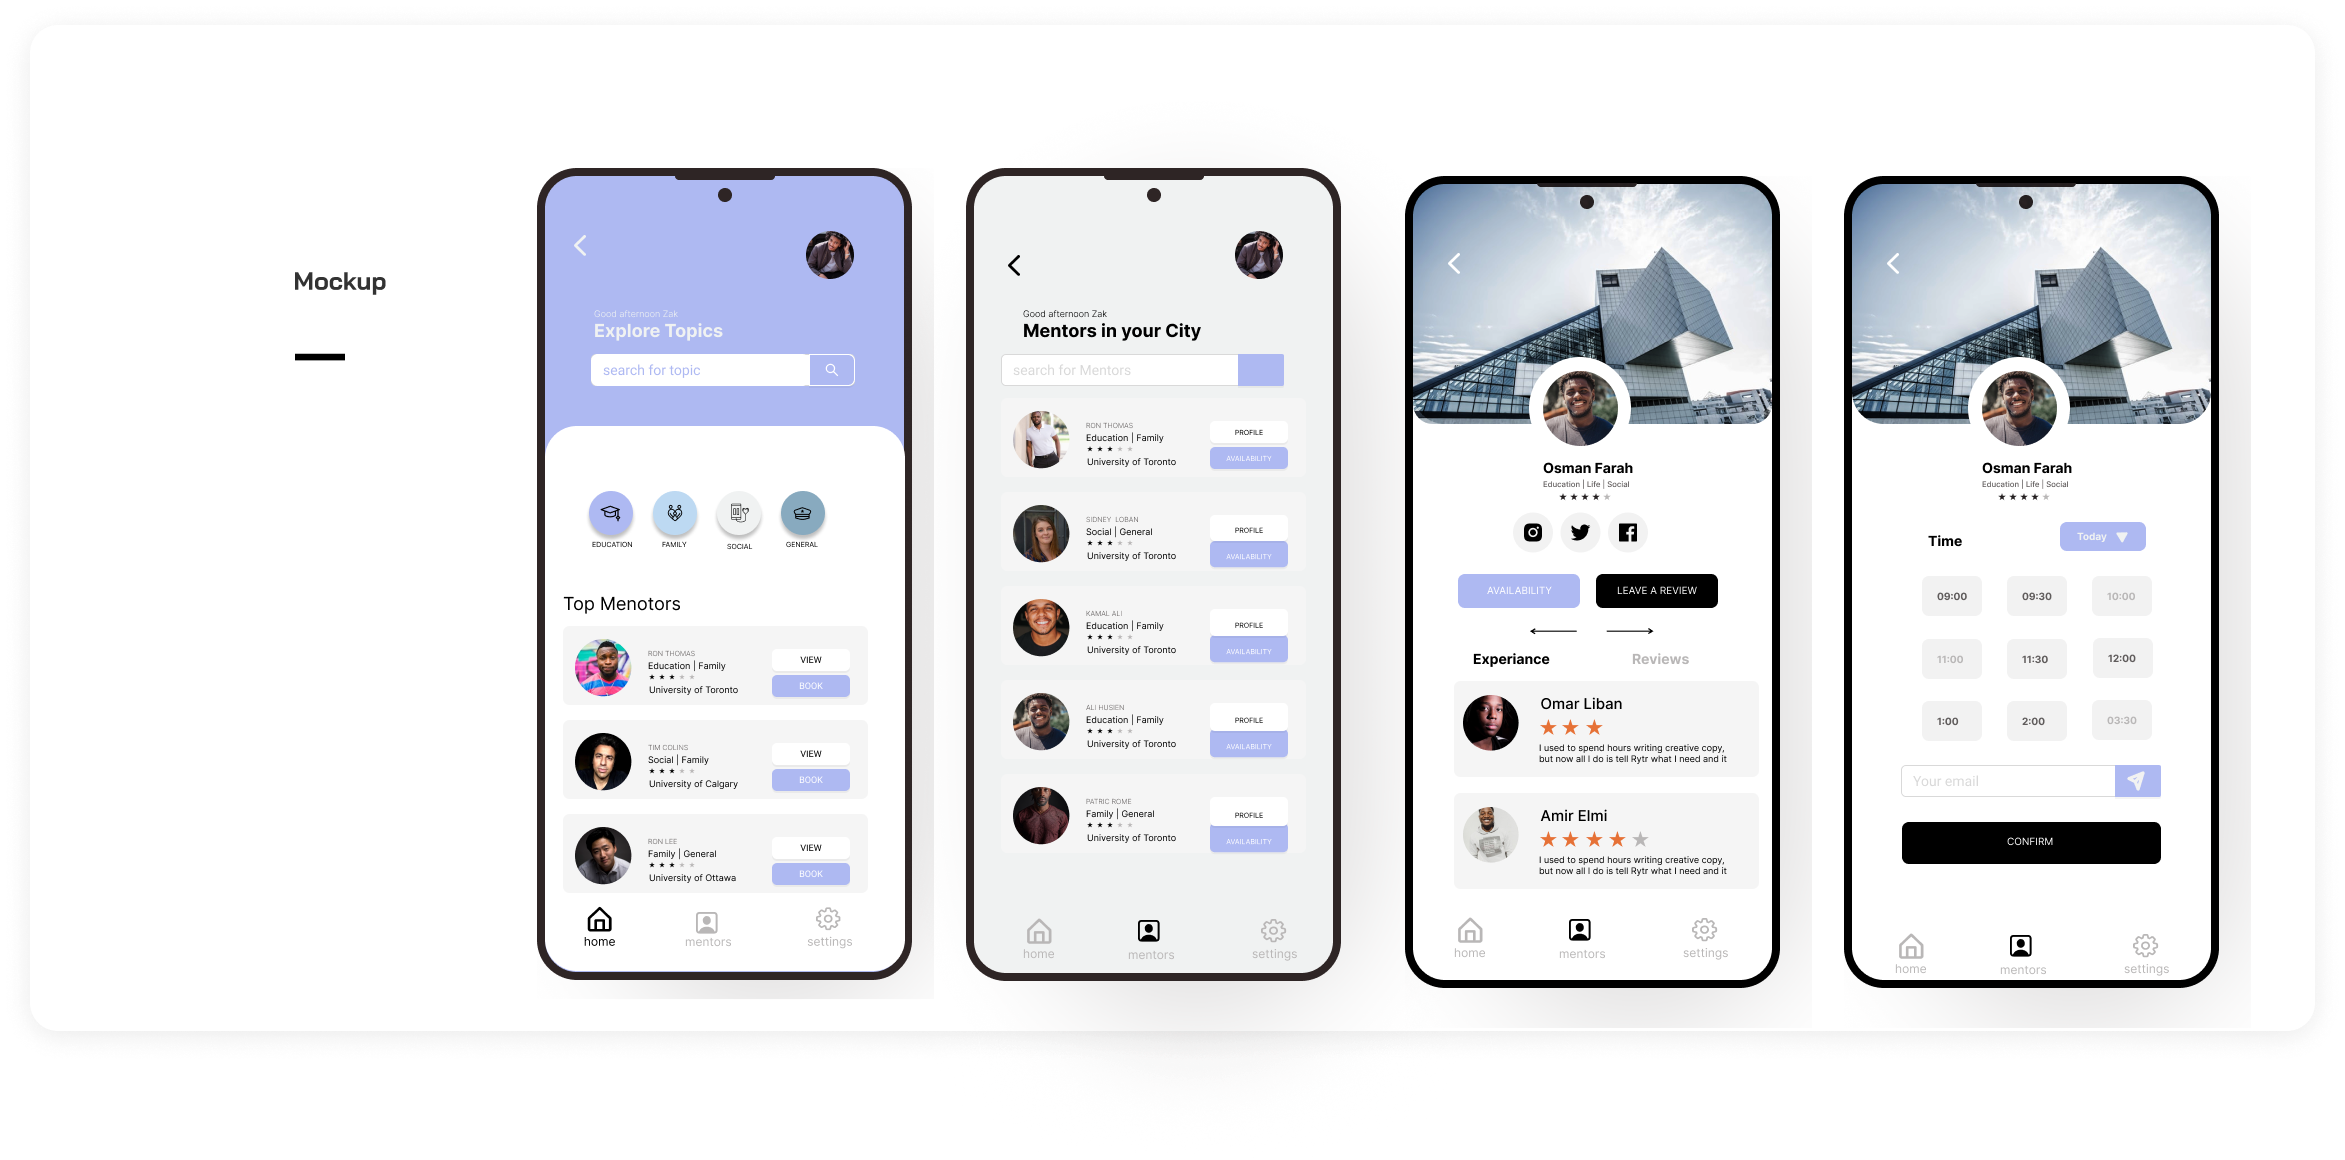 Mockup
Good afternoon Zak
Explore Topics
search for topic
EDUCATION
FAMILY
SOCIAL
GENERAL
Top Menotors
RON THOMAS
Education | Family
University of Toronto
VIEW
BOOK
TIM COLINS
Social | Family
University of Calgary
VIEW
BOOK
RON LEE
Family | General
University of Ottawa
VIEW
BOOK
home
mentors
settings
Good afternoon Zak
Mentors in your City
search for Mentors
RON THOMAS
Education | Family
University of Toronto
PROFILE
AVAILABILITY
SIDNEY LOBAN
Social | General
University of Toronto
PROFILE
AVAILABILITY
KAMAL ALI
Education | Family
University of Toronto
PROFILE
AVAILABILITY
ALI HUSIEN
Education | Family
University of Toronto
PROFILE
AVAILABILITY
PATRIC ROME
Family | General
University of Toronto
PROFILE
AVAILABILITY
home
mentors
settings
Osman Farah
Education | Life | Social
AVAILABILITY
LEAVE A REVIEW
Experiance
Reviews
Omar Liban
I used to spend hours writing creative copy,
but now all I do is tell Rytr what I need and it
Amir Elmi
I used to spend hours writing creative copy,
but now all I do is tell Rytr what I need and it
home
mentors
settings
Osman Farah
Education | Life | Social
Time
Today
09:00
09:30
10:00
11:00
11:30
12:00
1:00
2:00
03:30
Your email
CONFIRM
home
mentors
settings